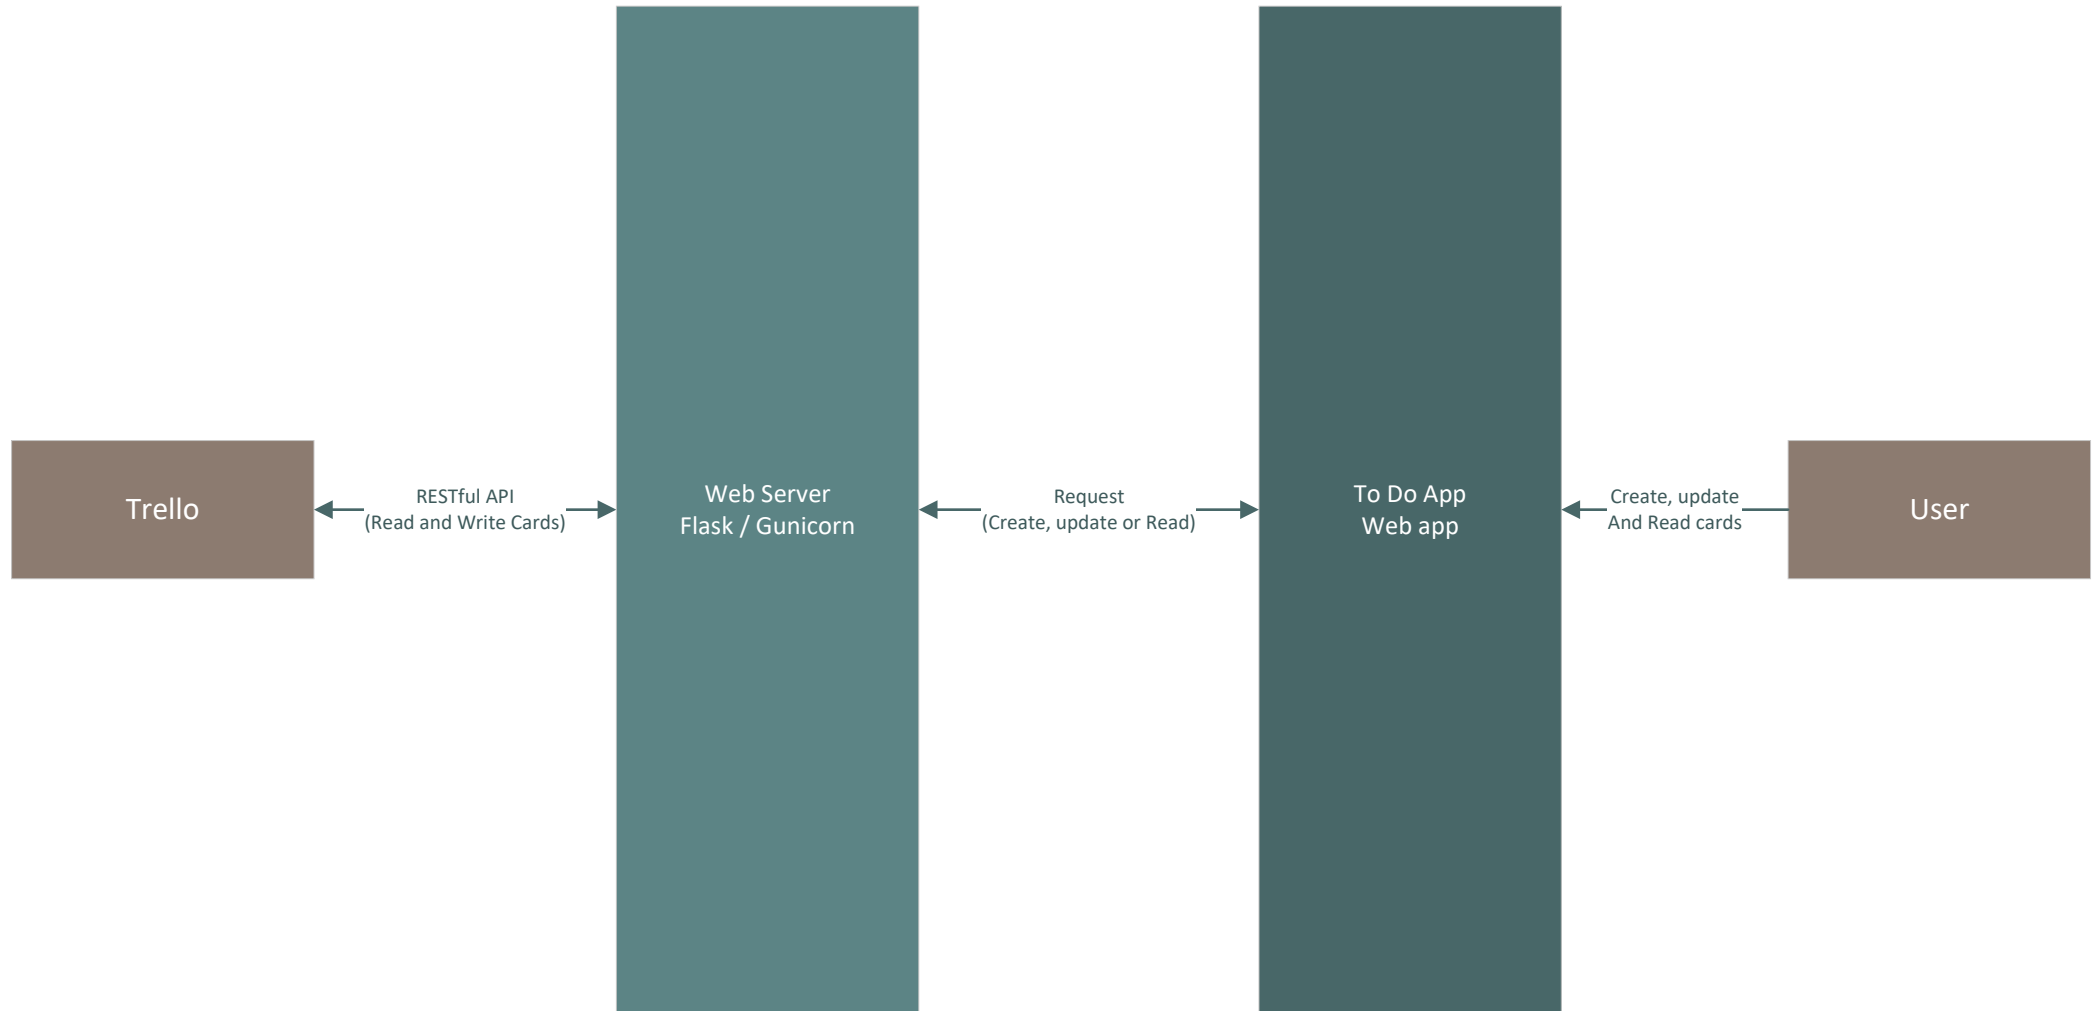 Trello
RESTful API
(Read and Write Cards)
Web Server
Flask / Gunicorn
Request
(Create, update or Read)
To Do App
Web app
Create, update
And Read cards
User